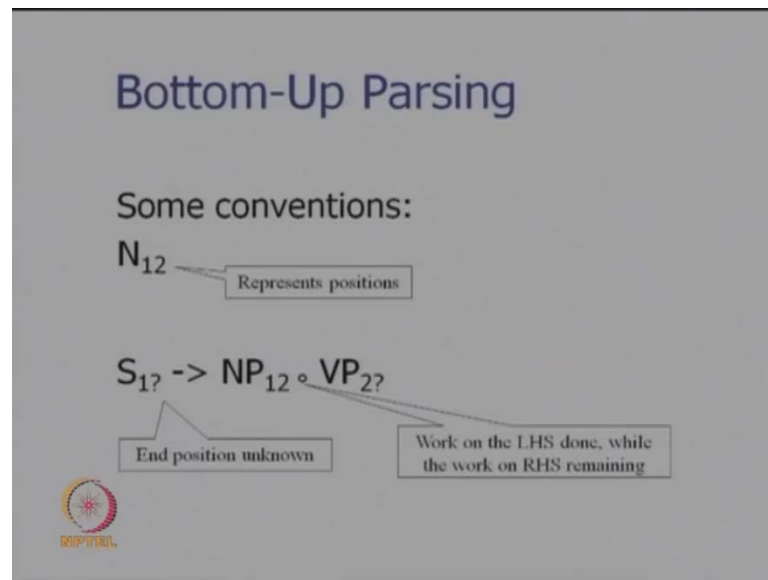 Bottom-Up Parsing
Some conventions:
N₁₂
Represents positions
S₁? -> NP₁₂ ∘ VP₂?
End position unknown
Work on the LHS done, while
the work on RHS remaining
NPTEL